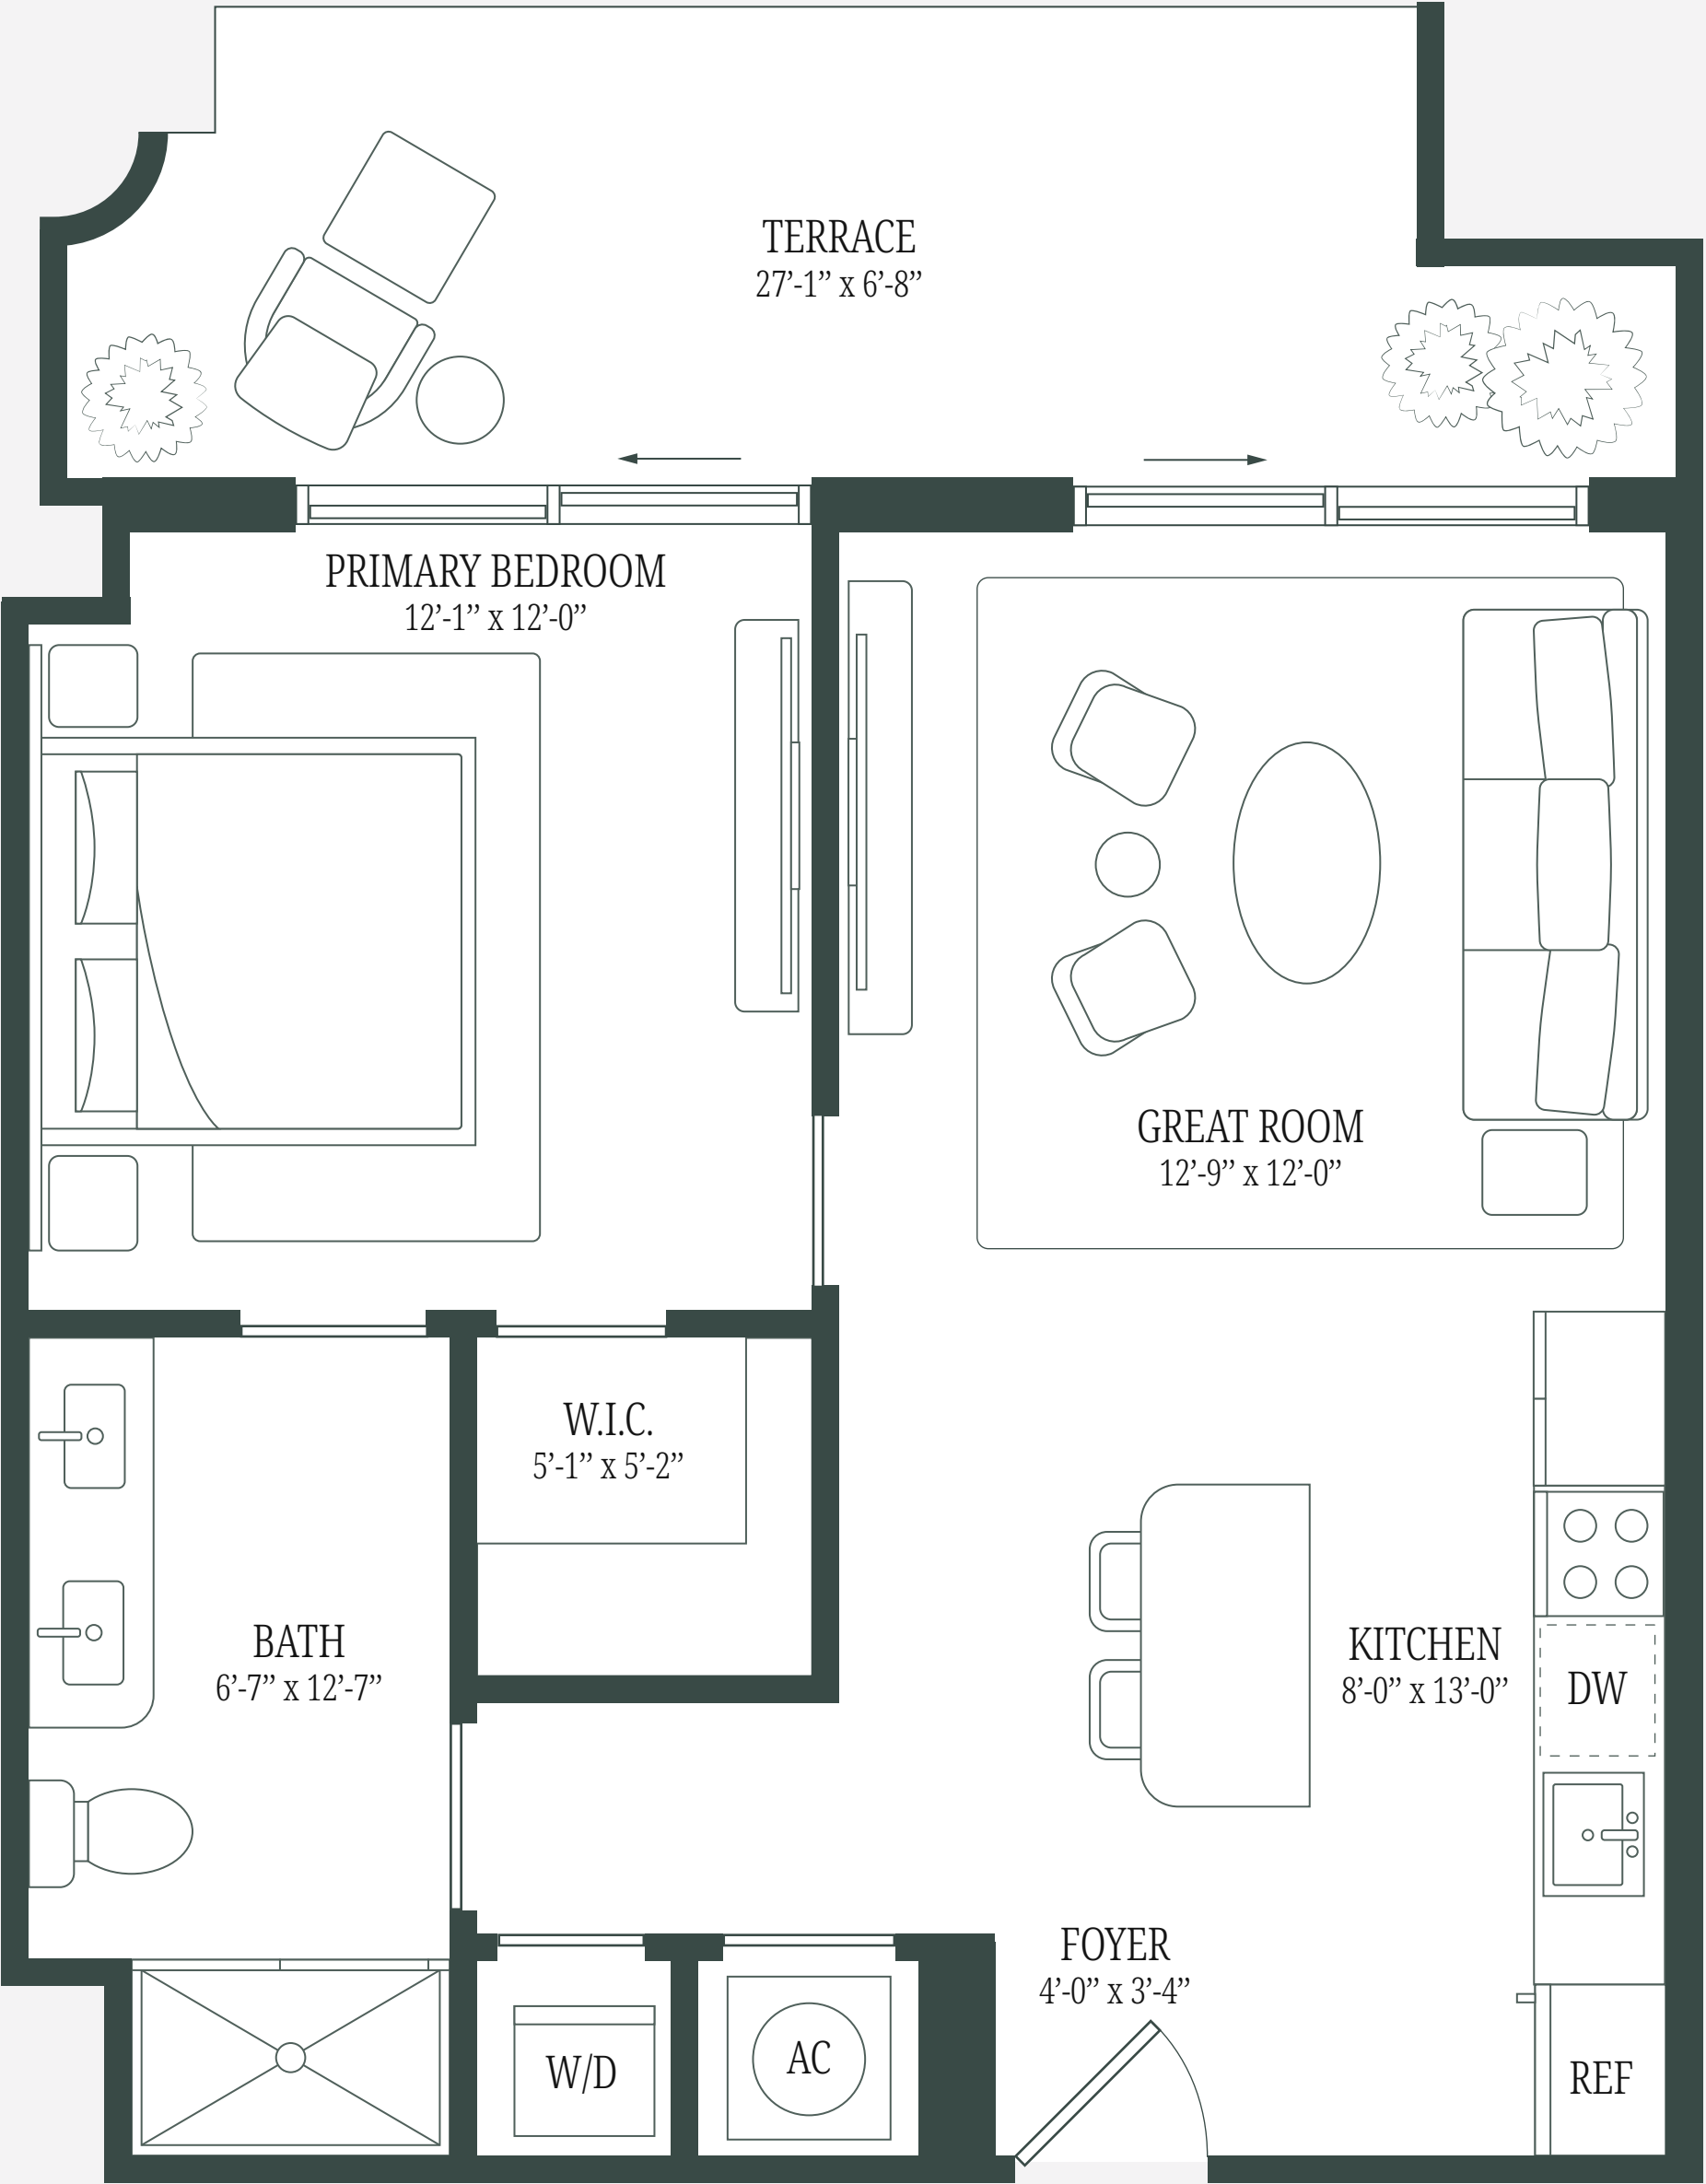 TERRACE
27’-1” x 6’-8”
PRIMARY BEDROOM
12’-1” x 12’-0”
GREAT ROOM
12’-9” x 12’-0”
W.I.C.
5’-1” x 5’-2”
BATH
6’-7” x 12’-7”
KITCHEN
8’-0” x 13’-0”
DW
FOYER
4’-0” x 3’-4”
W/D
AC
REF